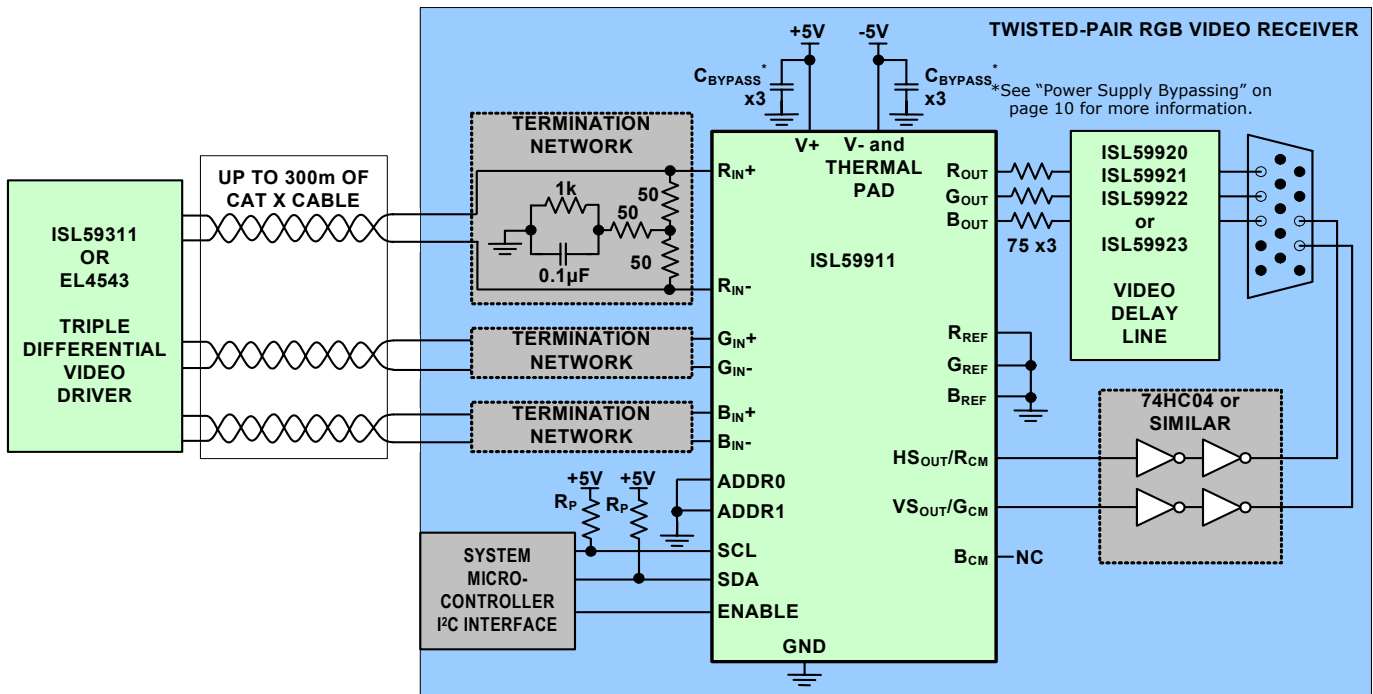 TWISTED-PAIR RGB VIDEO RECEIVER
+5V
-5V
CBYPASS*
x3
CBYPASS*
x3
*See “Power Supply Bypassing” on
page 10 for more information.
ISL59311
OR
EL4543
TRIPLE
DIFFERENTIAL
VIDEO
DRIVER
UP TO 300m OF
CAT X CABLE
TERMINATION
NETWORK
1k
50
50
50
0.1µF
TERMINATION
NETWORK
TERMINATION
NETWORK
+5V
+5V
RP
RP
SYSTEM
MICRO-
CONTROLLER
I²C INTERFACE
V+
V- and
THERMAL
PAD
ISL59911
RIN+
RIN-
GIN+
GIN-
BIN+
BIN-
ADDR0
ADDR1
SCL
SDA
ENABLE
GND
ROUT
GOUT
BOUT
RREF
GREF
BREF
HSOUT/RCM
VSOUT/GCM
BCM
NC
75 x3
ISL59920
ISL59921
ISL59922
or
ISL59923
VIDEO
DELAY
LINE
74HC04 or
SIMILAR